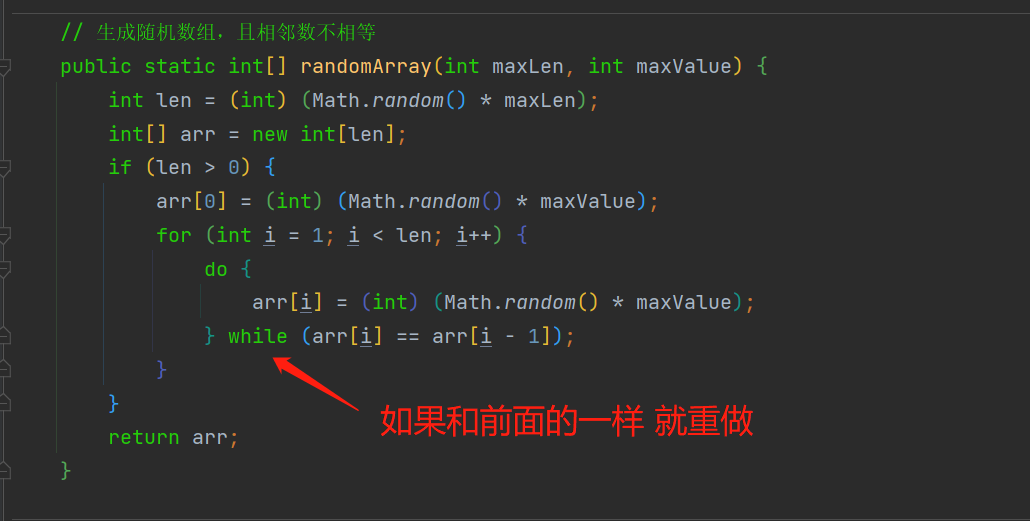 // 生成随机数组，且相邻数不相等
public static int[] randomArray(int maxLen, int maxValue) {
    int len = (int) (Math.random() * maxLen);
    int[] arr = new int[len];
    if (len > 0) {
        arr[0] = (int) (Math.random() * maxValue);
        for (int i = 1; i < len; i++) {
            do {
                arr[i] = (int) (Math.random() * maxValue);
            } while (arr[i] == arr[i - 1]);
        }
    }
如果和前面的一样 就重做
    return arr;
}